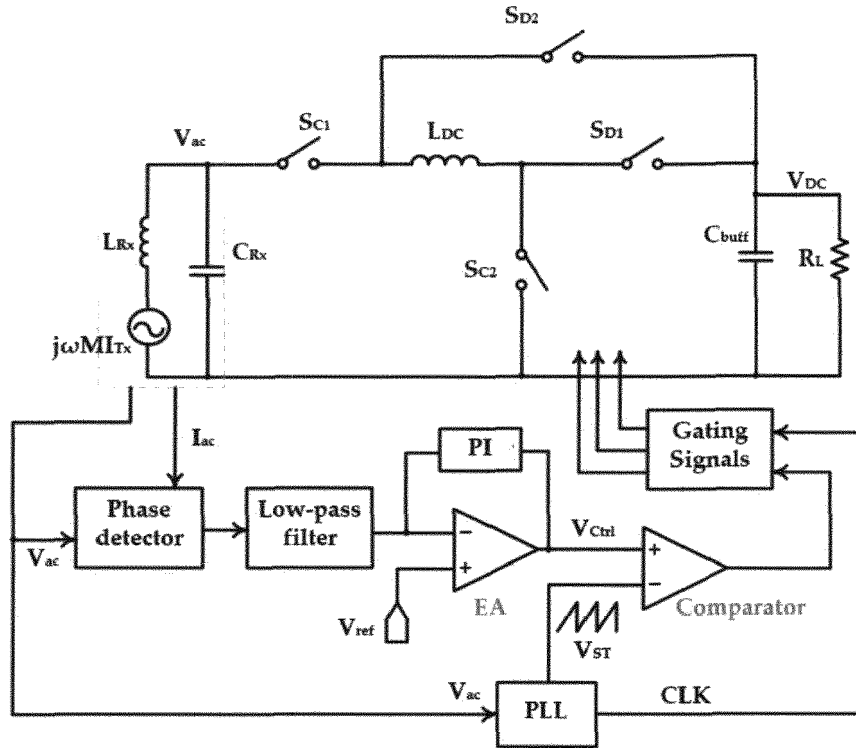 SD2
Vac
SC1
LDC
SD1
VDC
LRx
CRx
SC2
Cbuff
RL
jωMITx
Iac
PI
Gating
Signals
Phase
detector
Low-pass
filter
VCtrl
Vac
−
+
+
−
EA
Comparator
Vref
VST
Vac
PLL
CLK